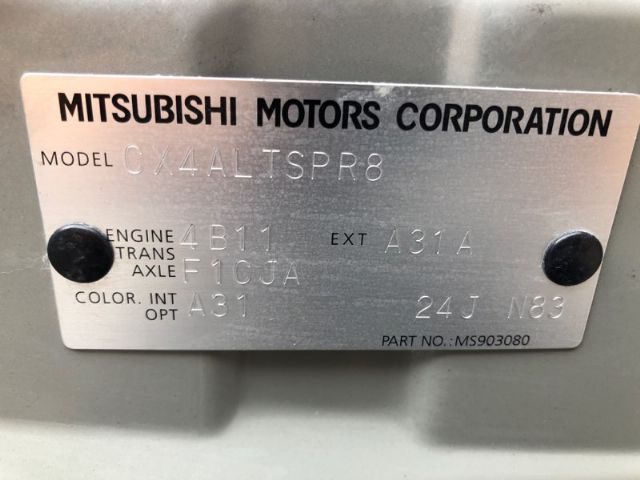 MITSUBISHI MOTORS CORPORATION
MODEL CX4ALTSPR8
ENGINE 4B11 EXT A31A
TRANS
AXLE F1CJA
COLOR. INT A31 24J N83
OPT
PART NO.:MS903080